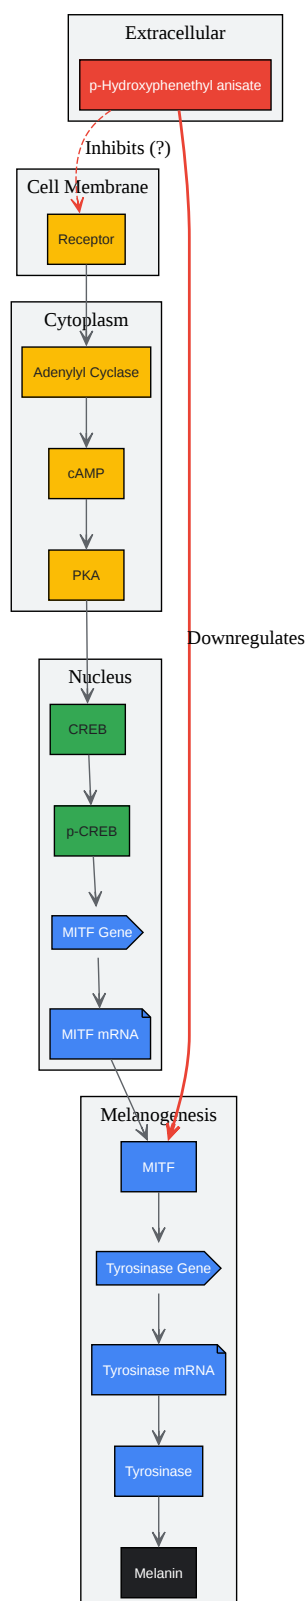 Extracellular
p-Hydroxyphenethyl anisate
Inhibits (?)
Cell Membrane
Receptor
Cytoplasm
Adenylyl Cyclase
cAMP
PKA
Downregulates
Nucleus
CREB
p-CREB
MITF Gene
MITF mRNA
Melanogenesis
MITF
Tyrosinase Gene
Tyrosinase mRNA
Tyrosinase
Melanin